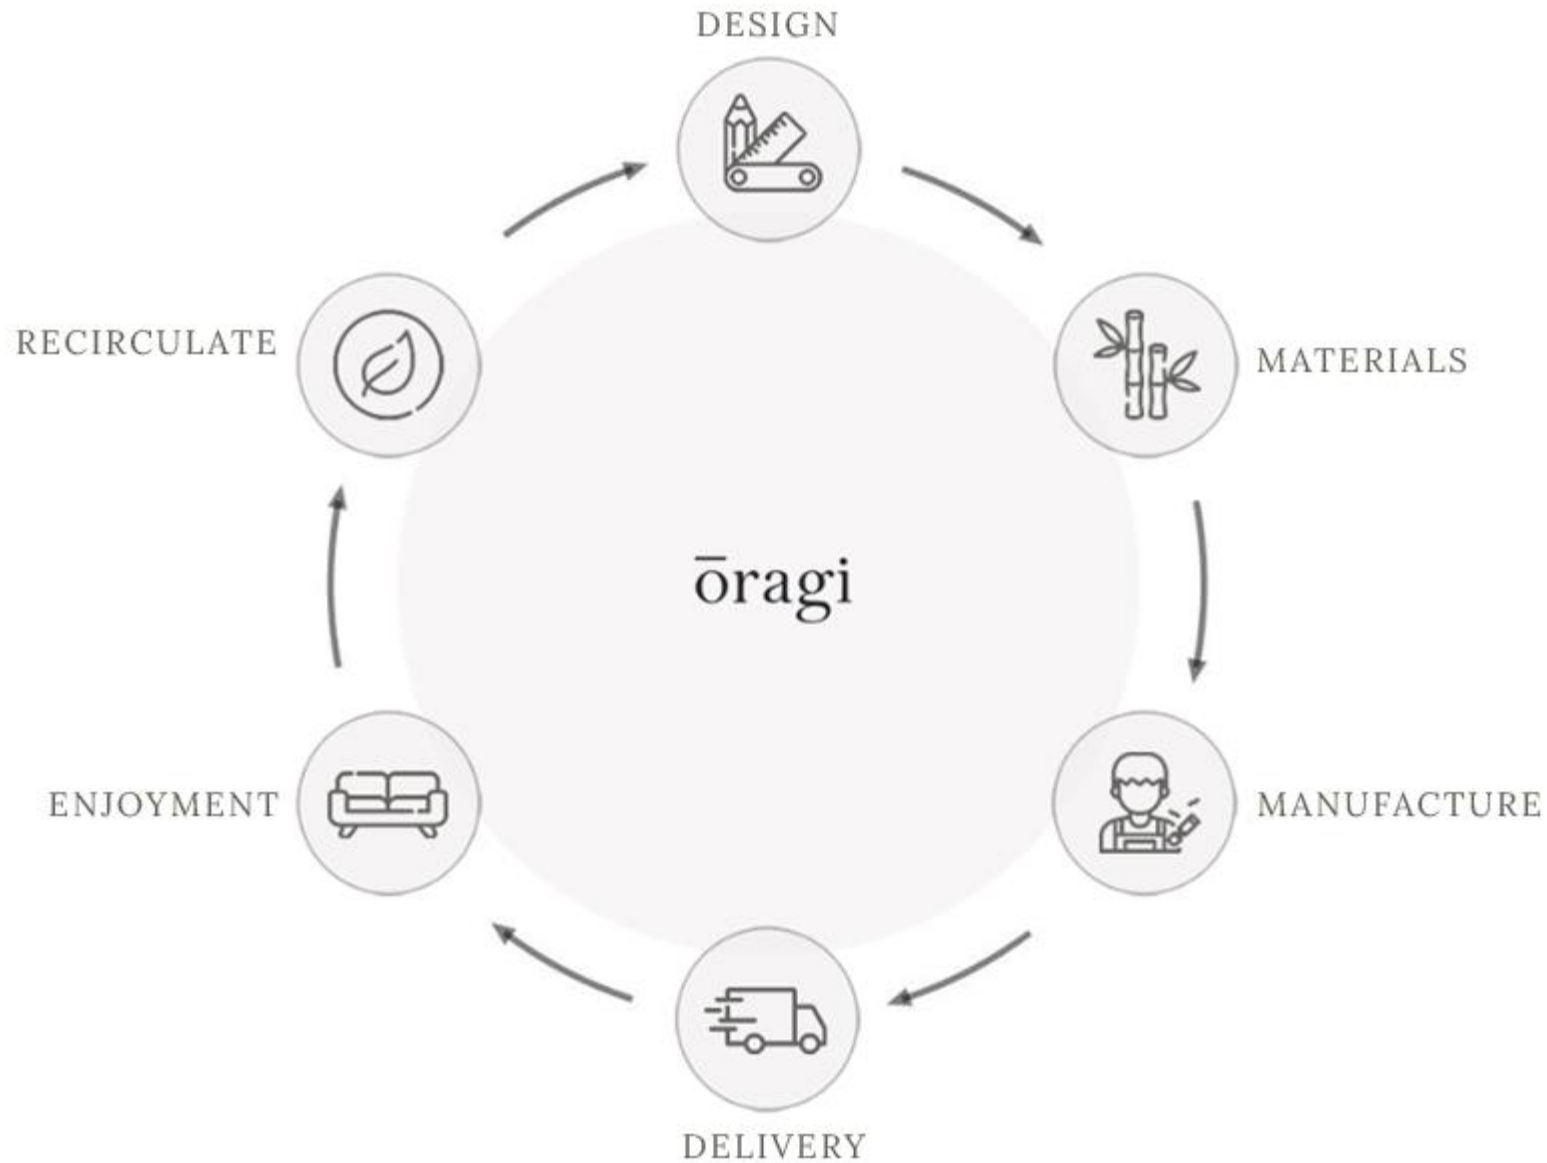 DESIGN
RECIRCULATE
MATERIALS
ōragi
ENJOYMENT
MANUFACTURE
DELIVERY